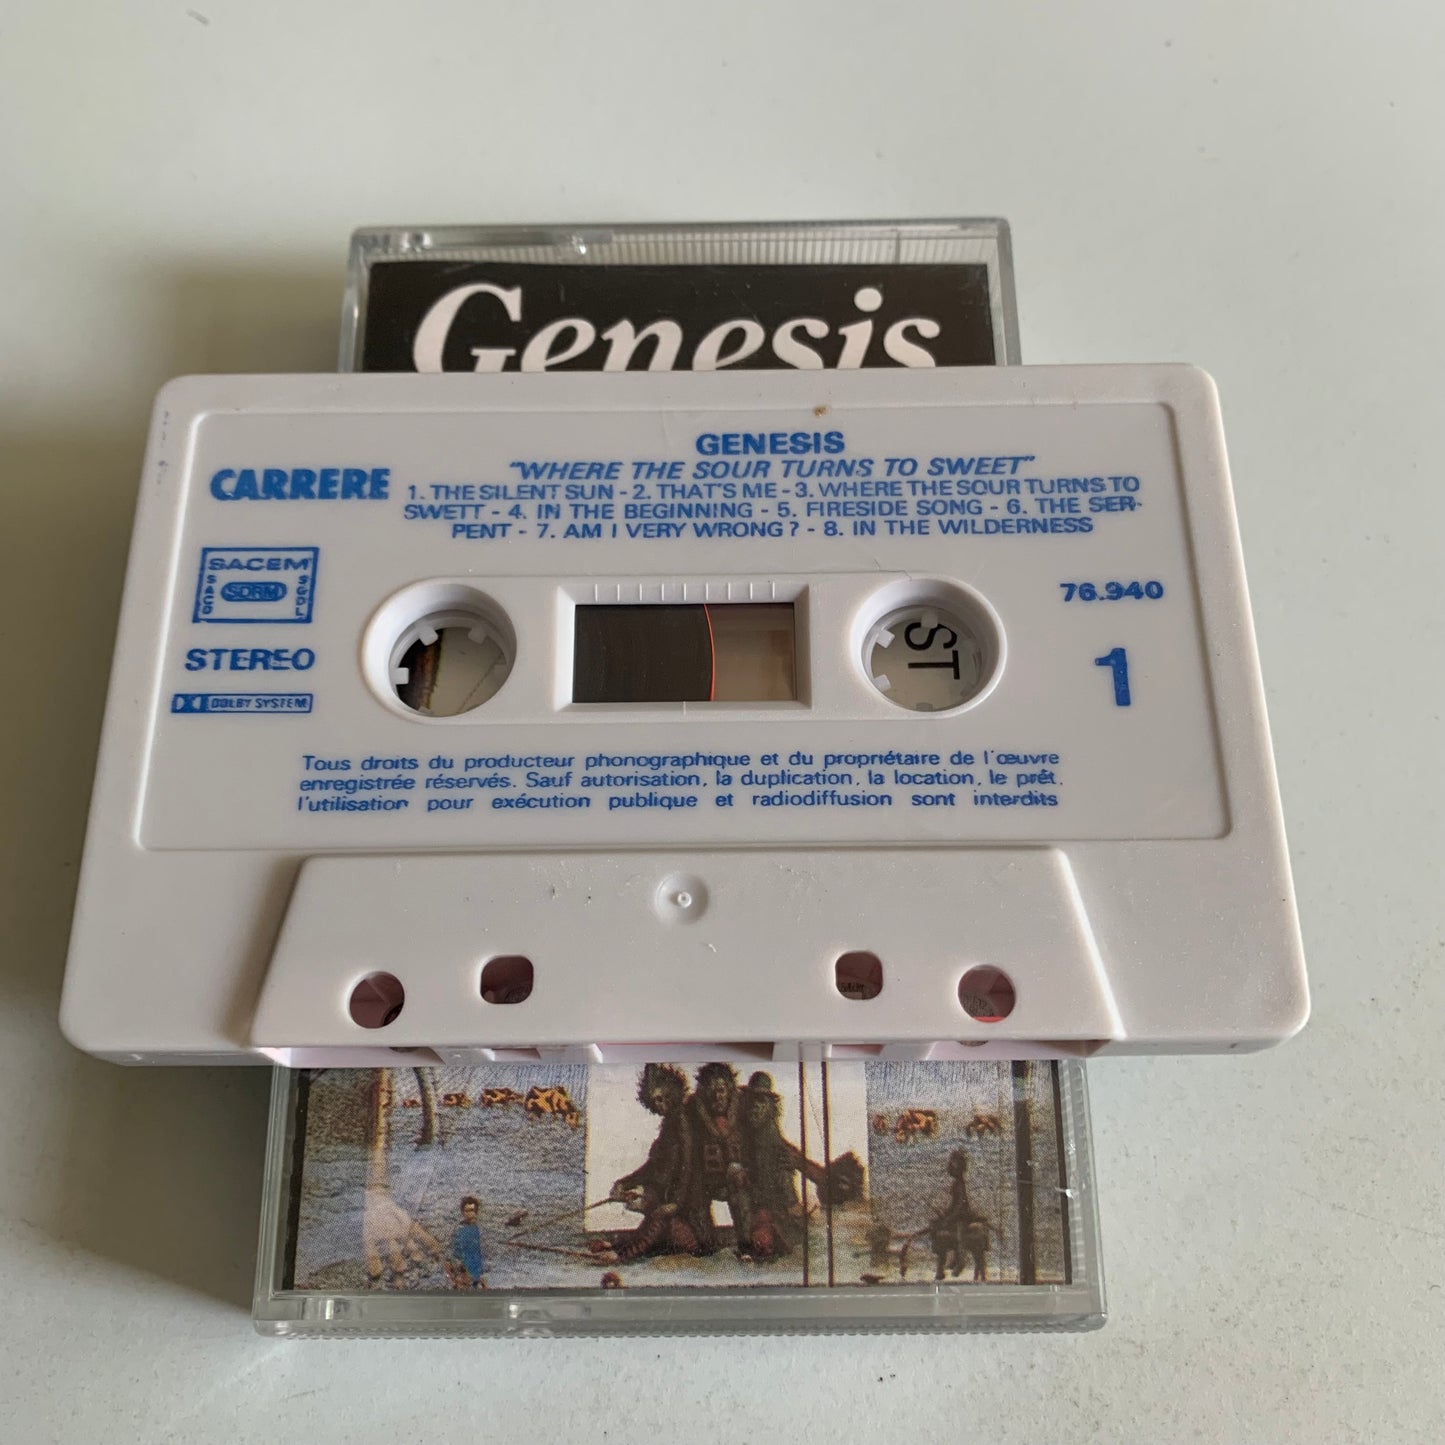 Genesis
GENESIS
"WHERE THE SOUR TURNS TO SWEET"
CARRERE
1. THE SILENT SUN - 2. THAT'S ME - 3. WHERE THE SOUR TURNS TO
SWETT - 4. IN THE BEGINNING - 5. FIRESIDE SONG - 6. THE SER-
PENT - 7. AM I VERY WRONG? - 8. IN THE WILDERNESS
SACEM
SACD SDRM SGDL
STEREO
DOLBY SYSTEM
ST
76.940
1
Tous droits du producteur phonographique et du propriétaire de l'œuvre
enregistrée réservés. Sauf autorisation, la duplication, la location, le prêt,
l'utilisation pour exécution publique et radiodiffusion sont interdits